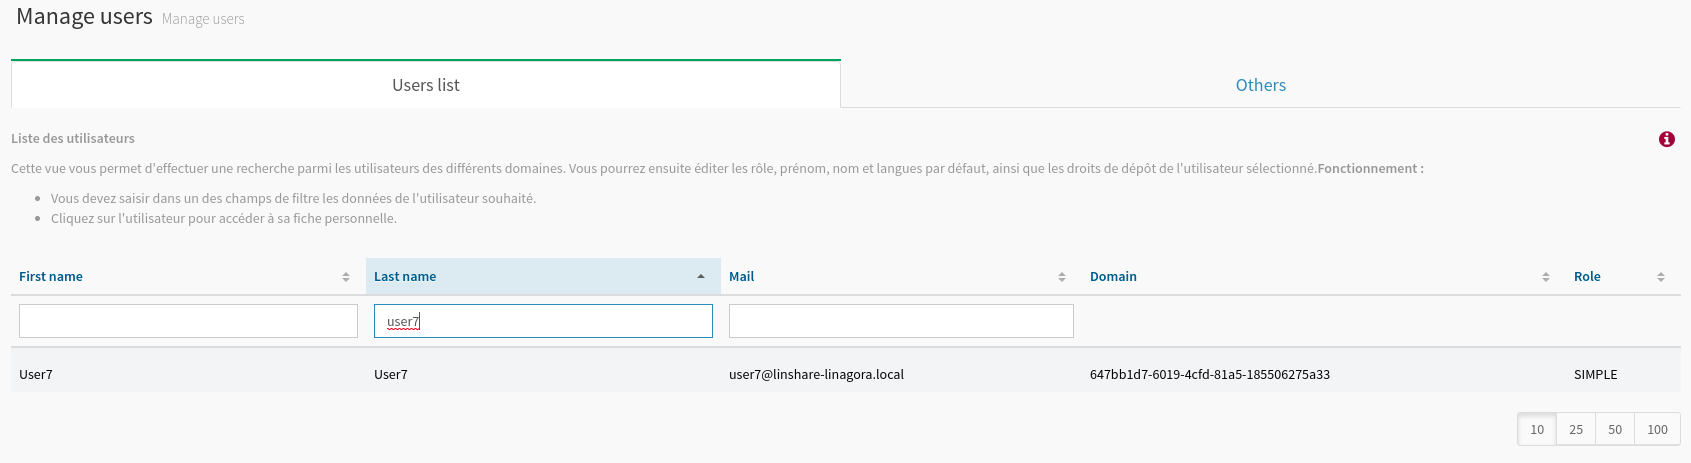 Manage users Manage users
Users list Others
Liste des utilisateurs
Cette vue vous permet d'effectuer une recherche parmi les utilisateurs des différents domaines. Vous pourrez ensuite éditer les rôle, prénom, nom et langues par défaut, ainsi que les droits de dépôt de l'utilisateur sélectionné.Fonctionnement :
• Vous devez saisir dans un des champs de filtre les données de l'utilisateur souhaité.
• Cliquez sur l'utilisateur pour accéder à sa fiche personnelle.
First name Last name Mail Domain Role
user7
User7 User7 user7@linshare-linagora.local 647bb1d7-6019-4cfd-81a5-185506275a33 SIMPLE
10 25 50 100